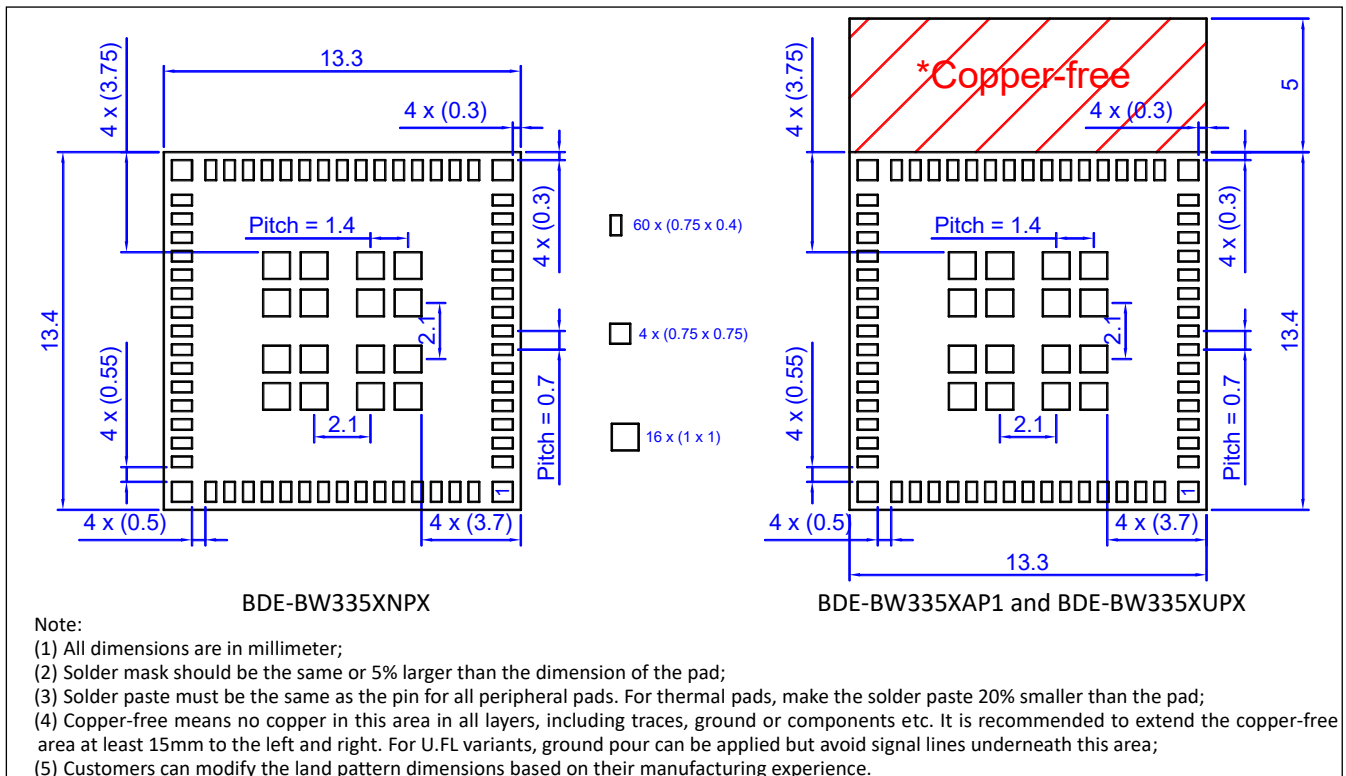 13.3
4 x (3.75)
4 x (0.3)
4 x (0.3)
Pitch = 1.4
13.4
2.1
4 x (0.55)
2.1
Pitch = 0.7
1
4 x (0.5)
4 x (3.7)
BDE-BW335XNPX
60 x (0.75 x 0.4)
4 x (0.75 x 0.75)
16 x (1 x 1)
*Copper-free
5
4 x (3.75)
4 x (0.3)
4 x (0.3)
Pitch = 1.4
13.4
2.1
4 x (0.55)
2.1
Pitch = 0.7
1
4 x (0.5)
4 x (3.7)
13.3
BDE-BW335XAP1 and BDE-BW335XUPX
Note:
(1) All dimensions are in millimeter;
(2) Solder mask should be the same or 5% larger than the dimension of the pad;
(3) Solder paste must be the same as the pin for all peripheral pads. For thermal pads, make the solder paste 20% smaller than the pad;
(4) Copper-free means no copper in this area in all layers, including traces, ground or components etc. It is recommended to extend the copper-free
area at least 15mm to the left and right. For U.FL variants, ground pour can be applied but avoid signal lines underneath this area;
(5) Customers can modify the land pattern dimensions based on their manufacturing experience.